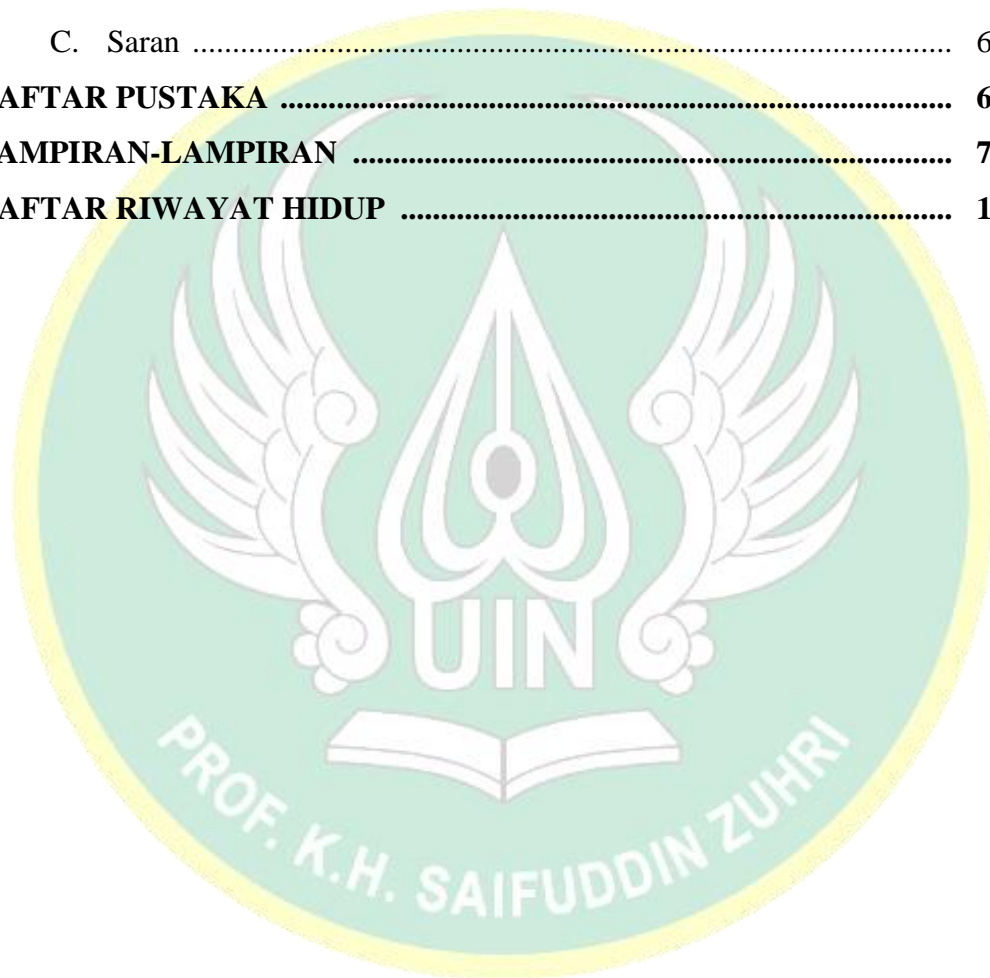 C. Saran ................................................................................................ 6
AFTAR PUSTAKA ..................................................................................... 6
AMPIRAN-LAMPIRAN ............................................................................ 7
AFTAR RIWAYAT HIDUP ...................................................................... 1
UIN
PROF. K.H. SAIFUDDIN ZUHRI